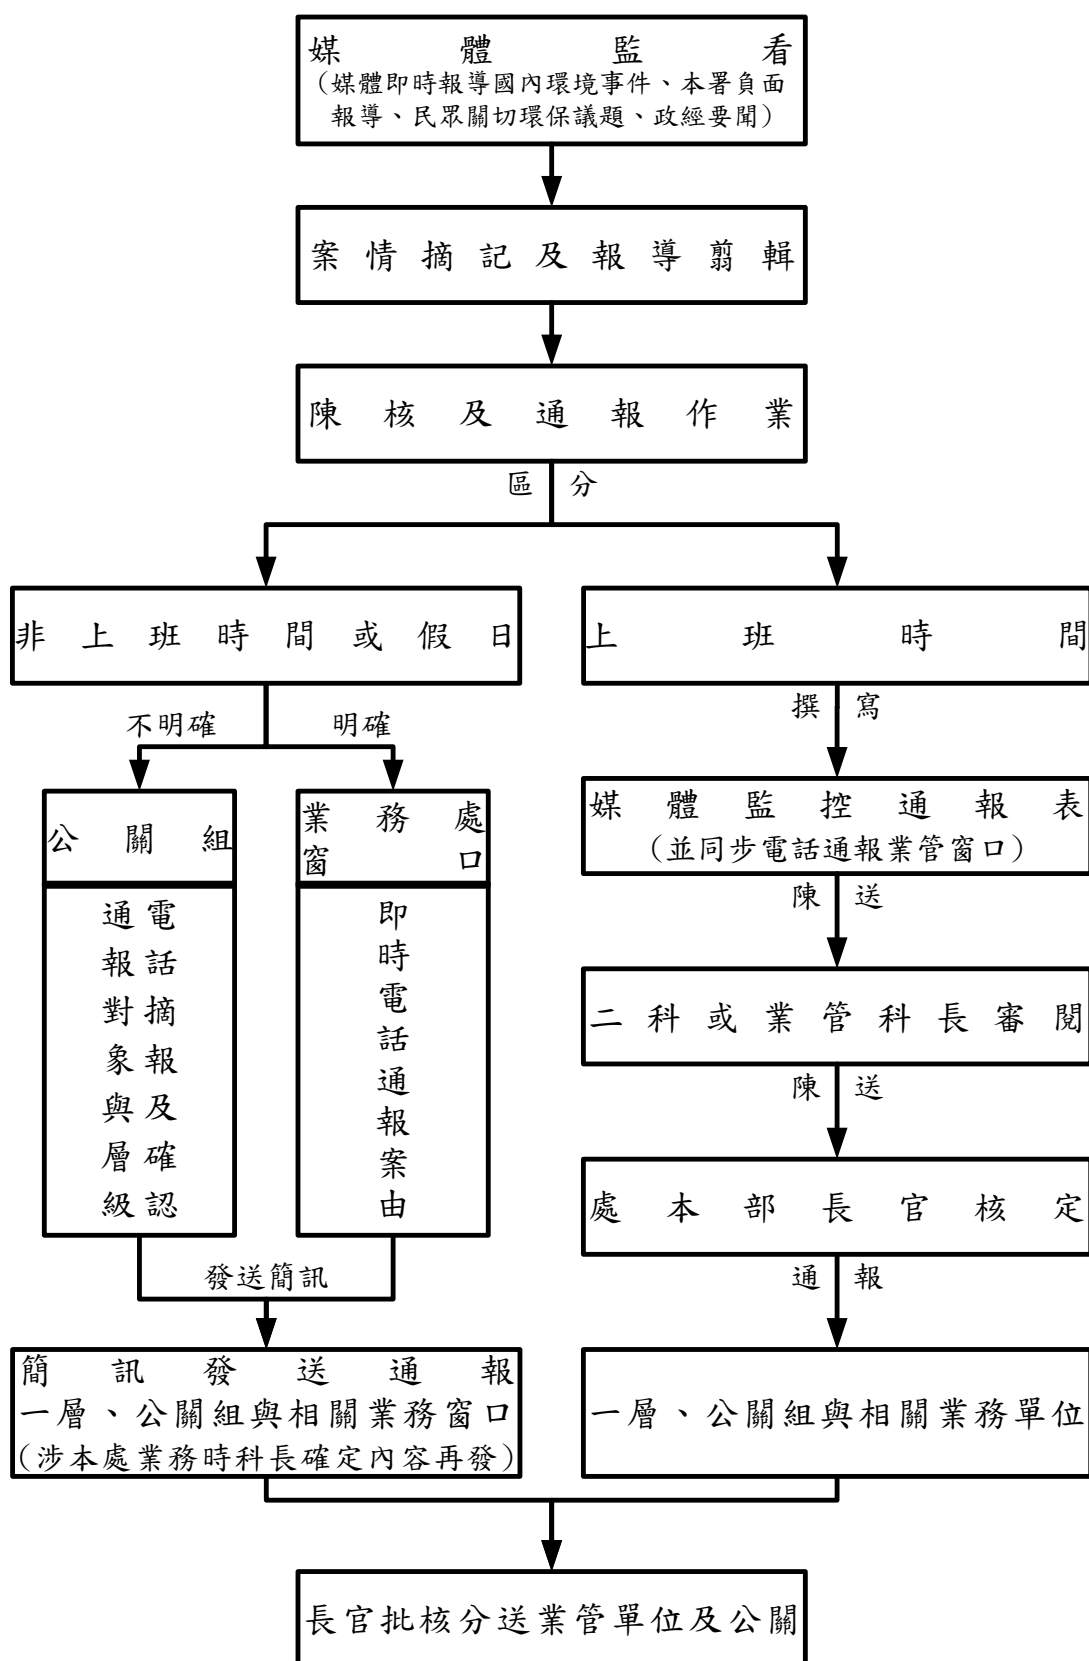 媒體監看
(媒體即時報導國內環境事件、本署負面
報導、民眾關切環保議題、政經要聞)
案情摘記及報導翦輯
陳核及通報作業
區分
非上班時間或假日
不明確
明確
公關組
電話摘報及確認
通報對象與層級
業務處
窗口
即時電話通報案由
發送簡訊
簡訊發送通報
一層、公關組與相關業務窗口
(涉本處業務時科長確定內容再發)
上班時間
撰寫
媒體監控通報表
(並同步電話通報業管窗口)
陳送
二科或業管科長審閱
陳送
處本部長官核定
通報
一層、公關組與相關業務單位
長官批核分送業管單位及公關